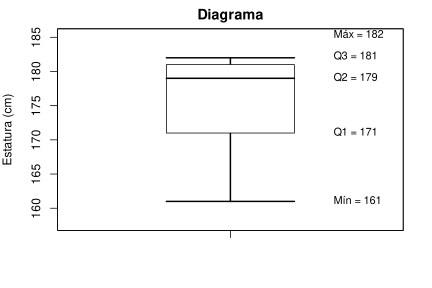 Diagrama
Estatura (cm)
185
180
175
170
165
160
Máx = 182
Q3 = 181
Q2 = 179
Q1 = 171
Mín = 161